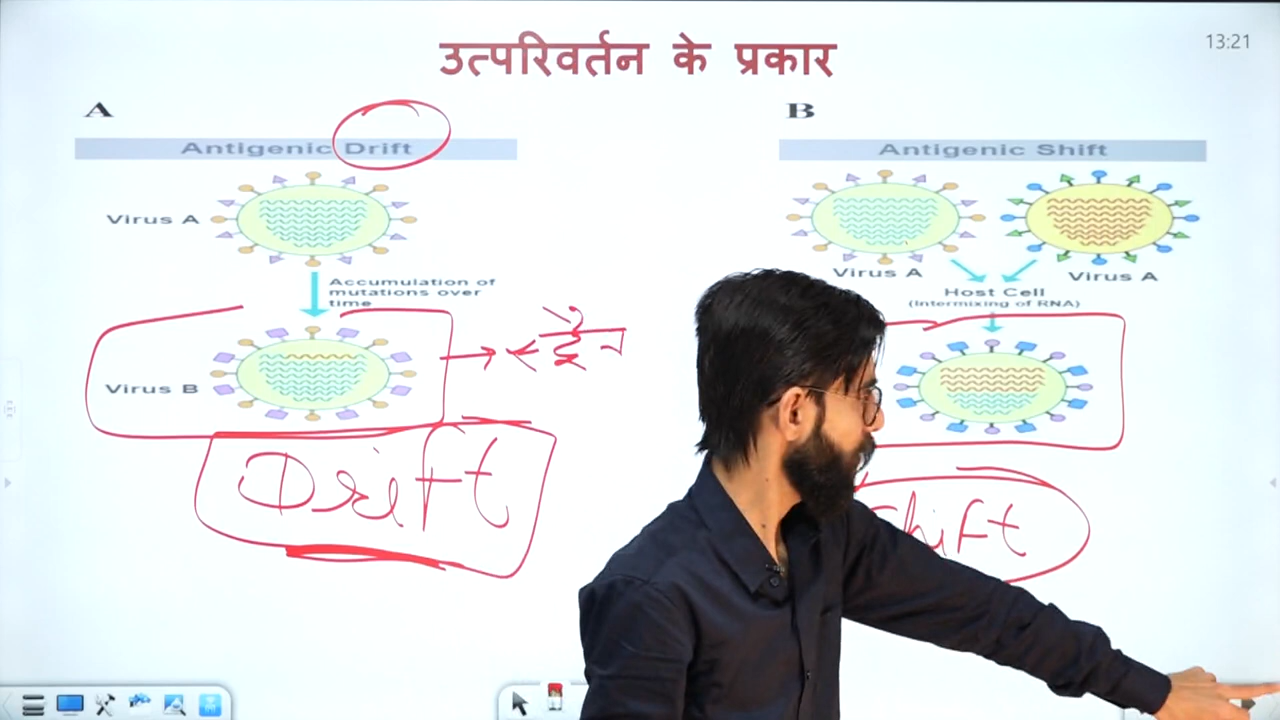 13:21
उत्परिवर्तन के प्रकार
A
Antigenic Drift
Virus A
Accumulation of
mutations over
time
Virus B
Drift
B
Antigenic Shift
Virus A
Virus A
Host Cell
(Intermixing of RNA)
Shift